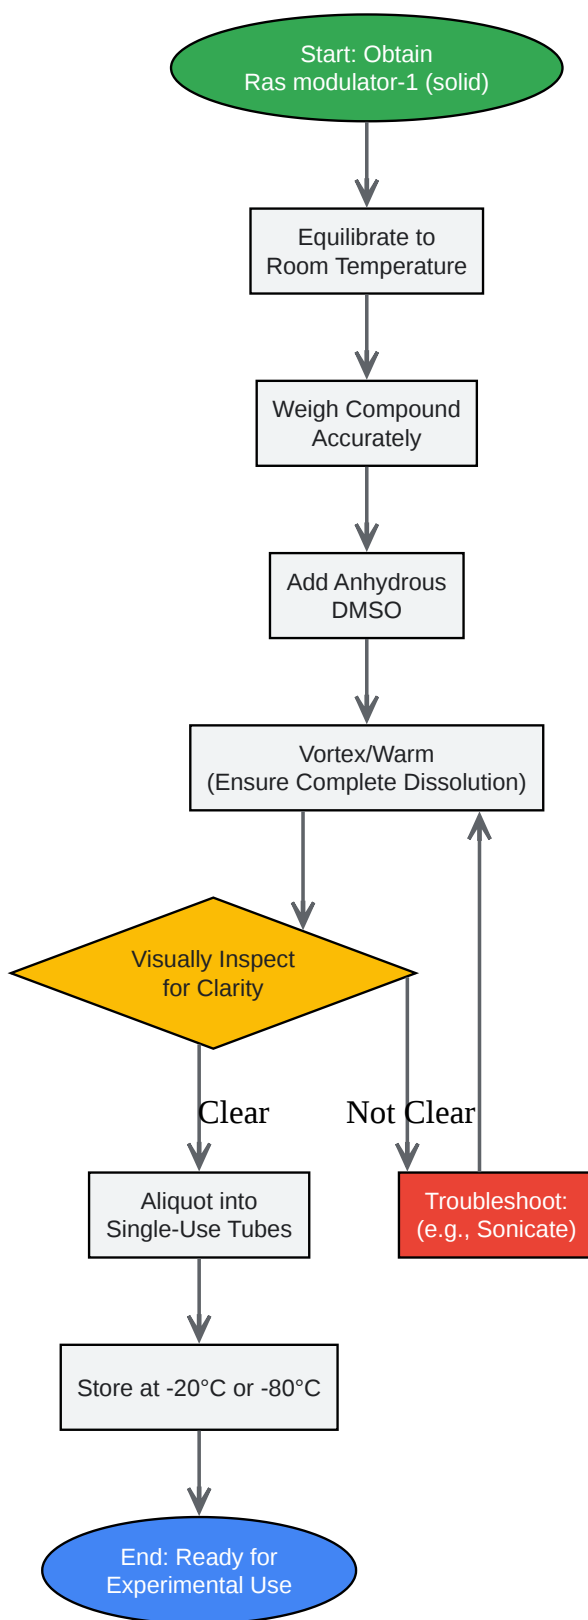 Start: Obtain
Ras modulator-1 (solid)
Equilibrate to
Room Temperature
Weigh Compound
Accurately
Add Anhydrous
DMSO
Vortex/Warm
(Ensure Complete Dissolution)
Visually Inspect
for Clarity
Clear
Not Clear
Aliquot into
Single-Use Tubes
Troubleshoot:
(e.g., Sonicate)
Store at -20°C or -80°C
End: Ready for
Experimental Use